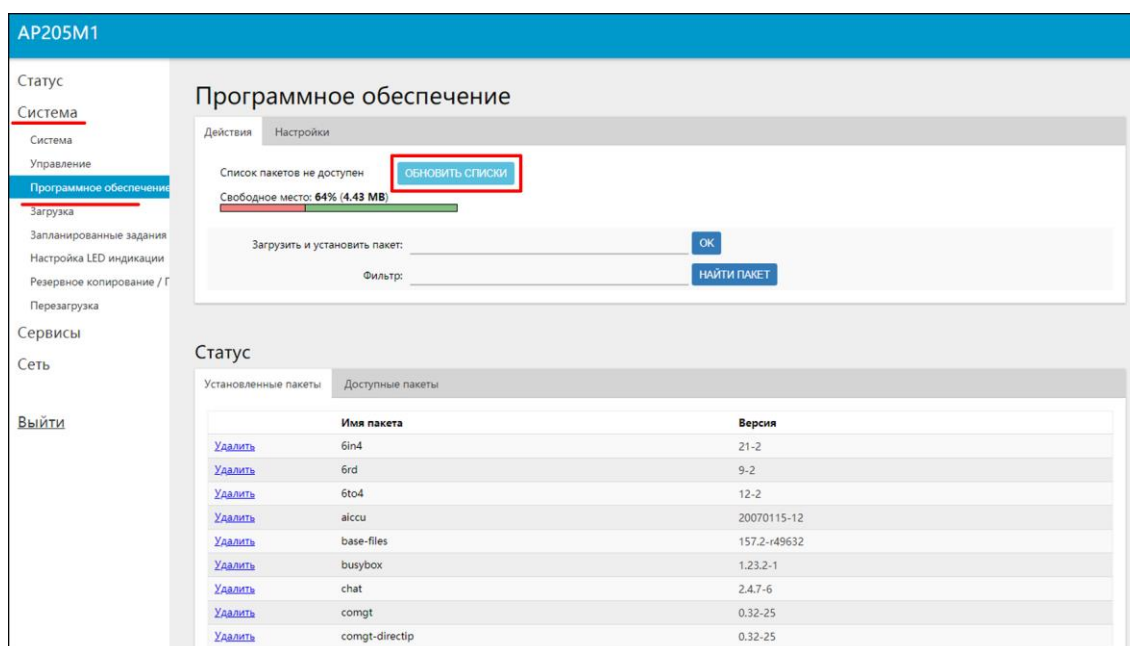 AP205M1
Статус
Система
Система
Управление
Программное обеспечение
Загрузка
Запланированные задания
Настройка LED индикации
Резервное копирование / П
Перезагрузка
Сервисы
Сеть
Выйти
Программное обеспечение
Действия Настройки
Список пакетов не доступен ОБНОВИТЬ СПИСКИ
Свободное место: 64% (4.43 MB)
Загрузить и установить пакет: OK
Фильтр: НАЙТИ ПАКЕТ
Статус
Установленные пакеты Доступные пакеты
Имя пакета Версия
Удалить 6in4 21-2
Удалить 6rd 9-2
Удалить 6to4 12-2
Удалить aiccu 20070115-12
Удалить base-files 157.2-r49632
Удалить busybox 1.23.2-1
Удалить chat 2.4.7-6
Удалить comgt 0.32-25
Удалить comgt-directip 0.32-25